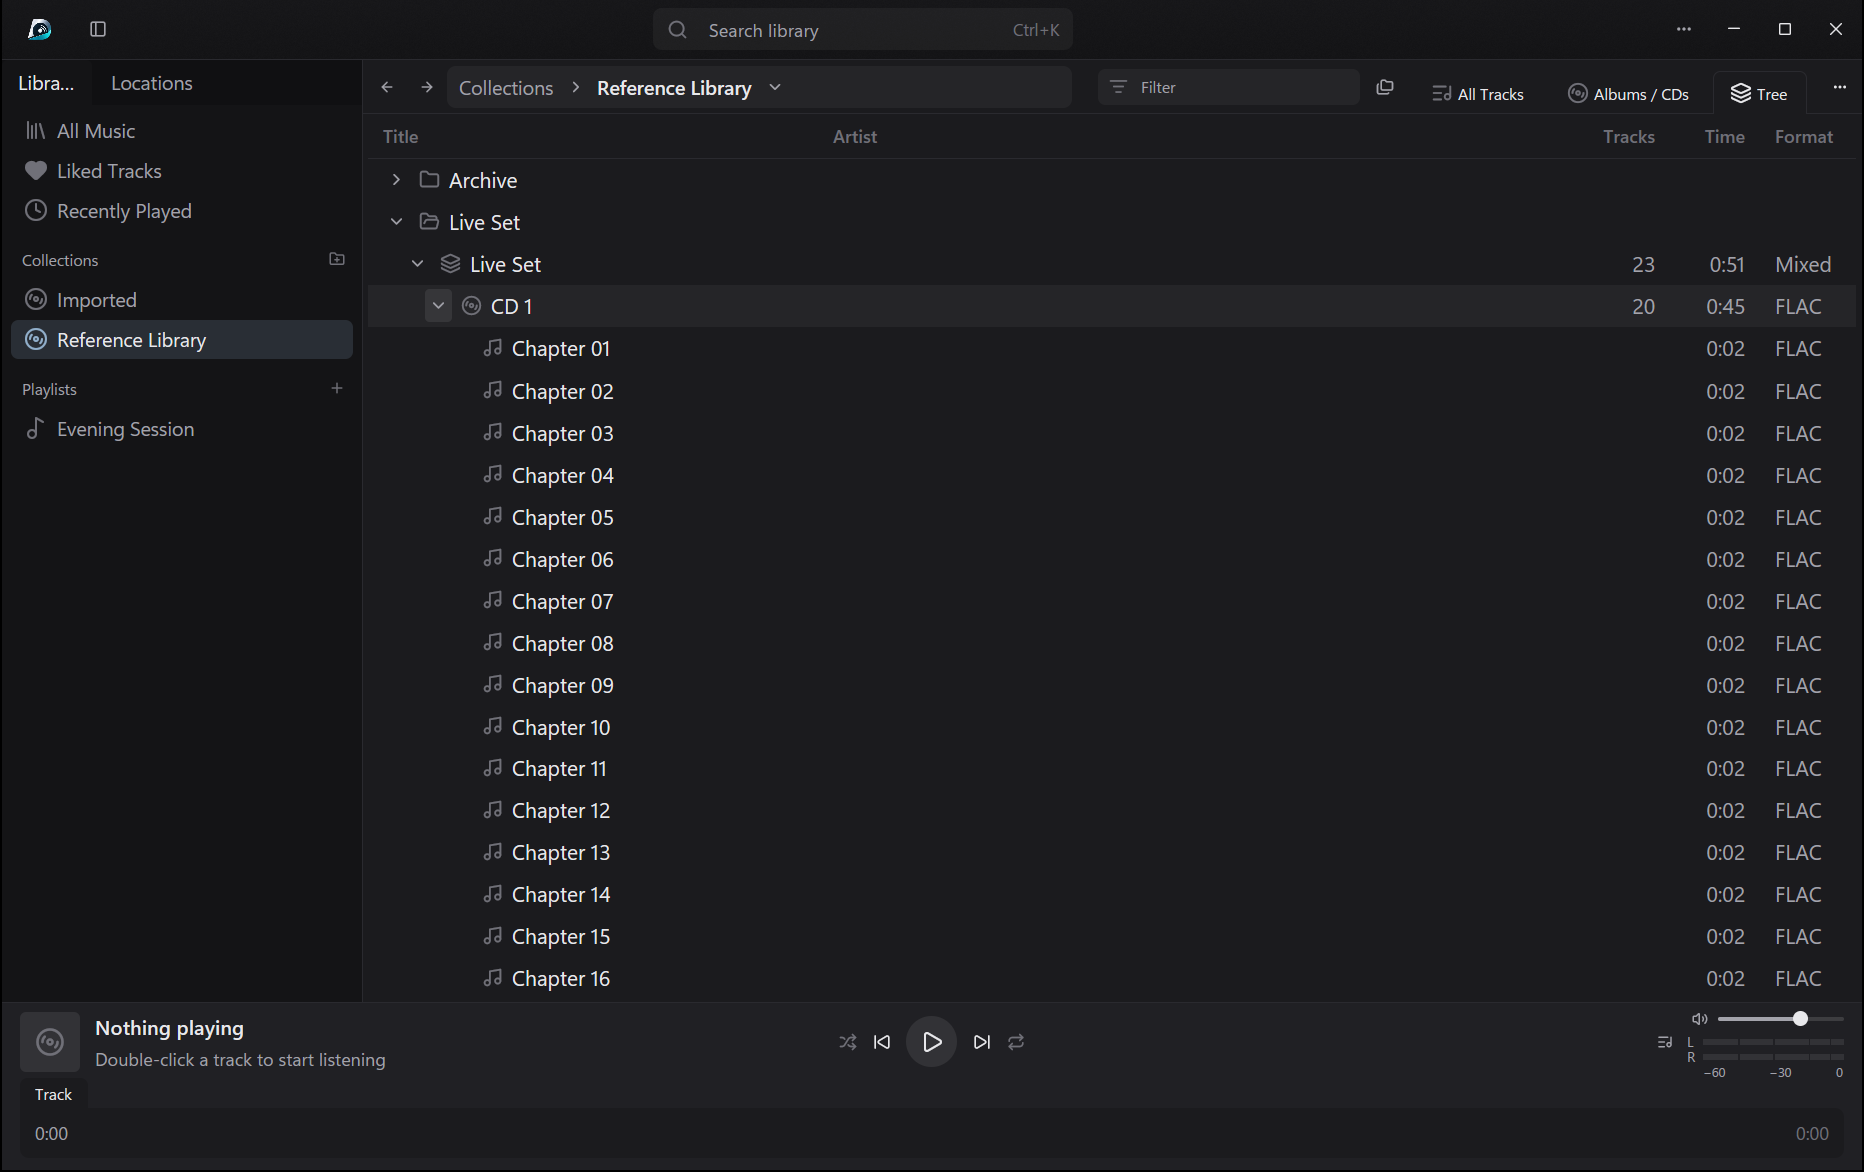 Search library Ctrl+K
Libra... Locations
Collections Reference Library Filter All Tracks Albums / CDs Tree
All Music
Liked Tracks
Recently Played
Collections
Imported
Reference Library
Playlists
Evening Session
Title Artist Tracks Time Format
Archive
Live Set
Live Set 23 0:51 Mixed
CD 1 20 0:45 FLAC
Chapter 01 0:02 FLAC
Chapter 02 0:02 FLAC
Chapter 03 0:02 FLAC
Chapter 04 0:02 FLAC
Chapter 05 0:02 FLAC
Chapter 06 0:02 FLAC
Chapter 07 0:02 FLAC
Chapter 08 0:02 FLAC
Chapter 09 0:02 FLAC
Chapter 10 0:02 FLAC
Chapter 11 0:02 FLAC
Chapter 12 0:02 FLAC
Chapter 13 0:02 FLAC
Chapter 14 0:02 FLAC
Chapter 15 0:02 FLAC
Chapter 16 0:02 FLAC
Nothing playing
Double-click a track to start listening
L
R
-60 -30 0
Track
0:00 0:00